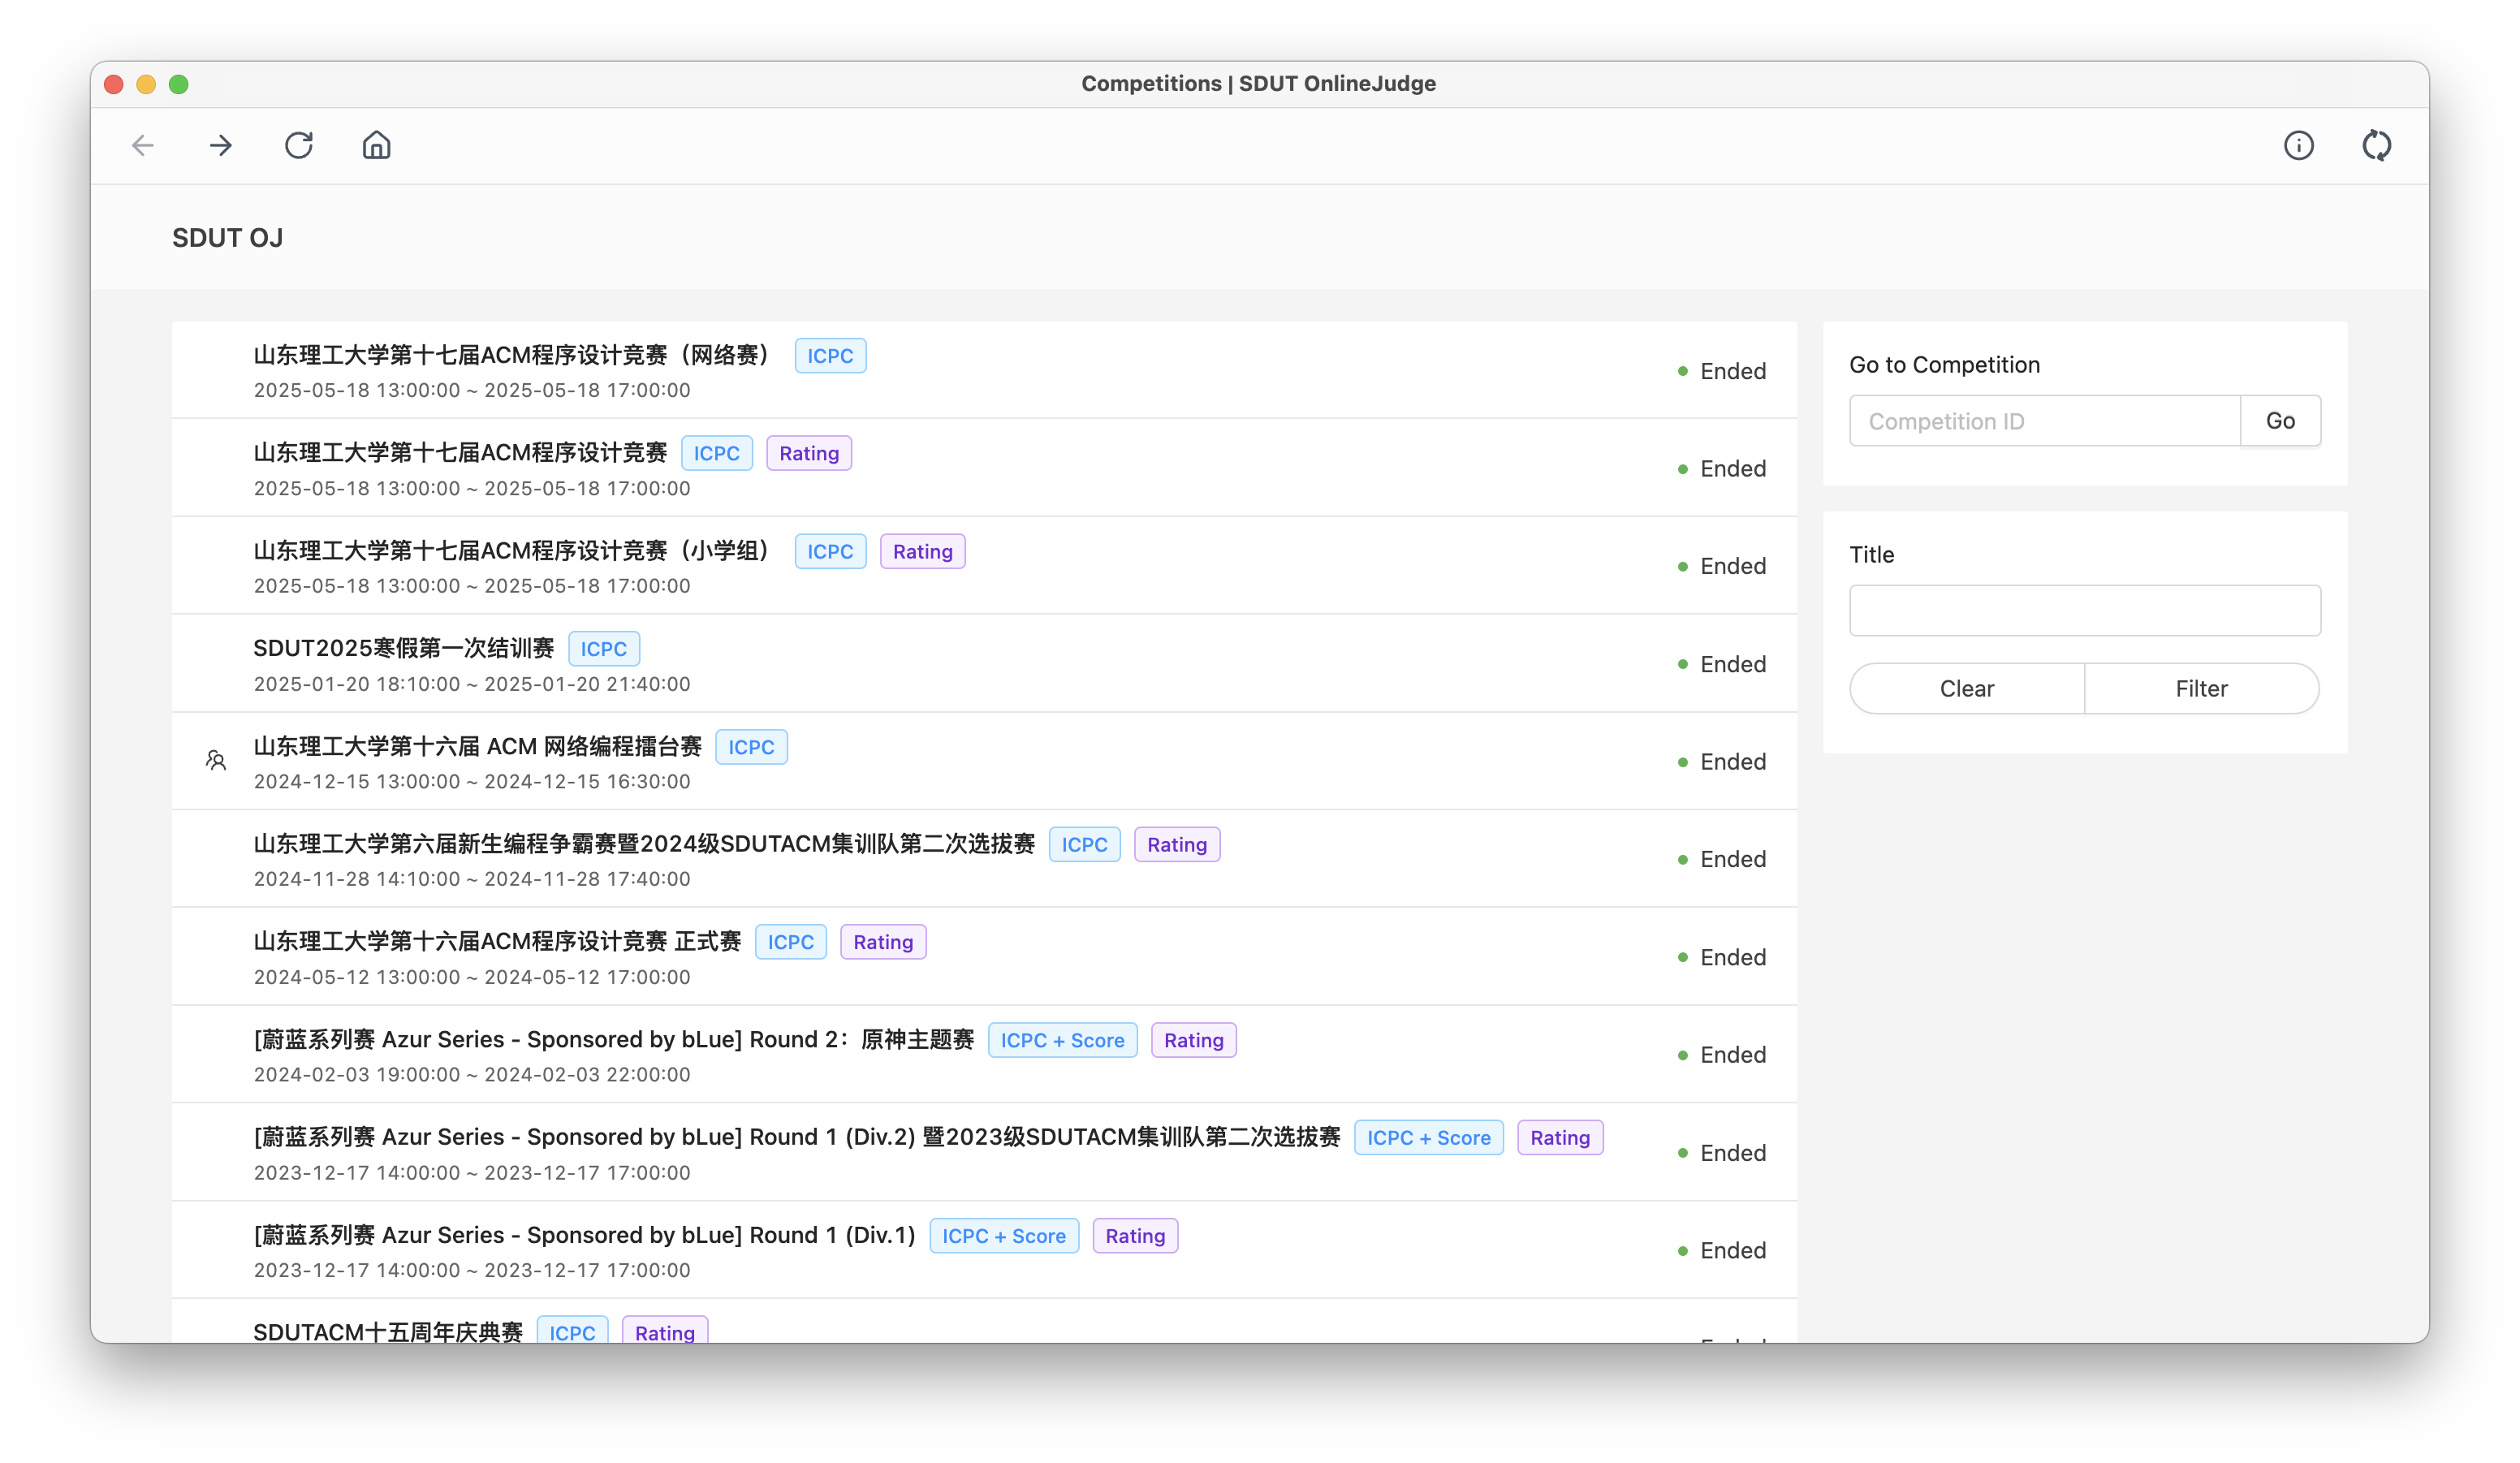 Competitions | SDUT OnlineJudge
SDUT OJ
山东理工大学第十七届ACM程序设计竞赛（网络赛） ICPC
2025-05-18 13:00:00 ~ 2025-05-18 17:00:00
Ended
山东理工大学第十七届ACM程序设计竞赛 ICPC Rating
2025-05-18 13:00:00 ~ 2025-05-18 17:00:00
Ended
山东理工大学第十七届ACM程序设计竞赛（小学组） ICPC Rating
2025-05-18 13:00:00 ~ 2025-05-18 17:00:00
Ended
SDUT2025寒假第一次结训赛 ICPC
2025-01-20 18:10:00 ~ 2025-01-20 21:40:00
Ended
山东理工大学第十六届 ACM 网络编程擂台赛 ICPC
2024-12-15 13:00:00 ~ 2024-12-15 16:30:00
Ended
山东理工大学第六届新生编程争霸赛暨2024级SDUTACM集训队第二次选拔赛 ICPC Rating
2024-11-28 14:10:00 ~ 2024-11-28 17:40:00
Ended
山东理工大学第十六届ACM程序设计竞赛 正式赛 ICPC Rating
2024-05-12 13:00:00 ~ 2024-05-12 17:00:00
Ended
[蔚蓝系列赛 Azur Series - Sponsored by bLue] Round 2：原神主题赛 ICPC + Score Rating
2024-02-03 19:00:00 ~ 2024-02-03 22:00:00
Ended
[蔚蓝系列赛 Azur Series - Sponsored by bLue] Round 1 (Div.2) 暨2023级SDUTACM集训队第二次选拔赛 ICPC + Score Rating
2023-12-17 14:00:00 ~ 2023-12-17 17:00:00
Ended
[蔚蓝系列赛 Azur Series - Sponsored by bLue] Round 1 (Div.1) ICPC + Score Rating
2023-12-17 14:00:00 ~ 2023-12-17 17:00:00
Ended
SDUTACM十五周年庆典赛 ICPC Rating
Go to Competition
Competition ID Go
Title
Clear Filter